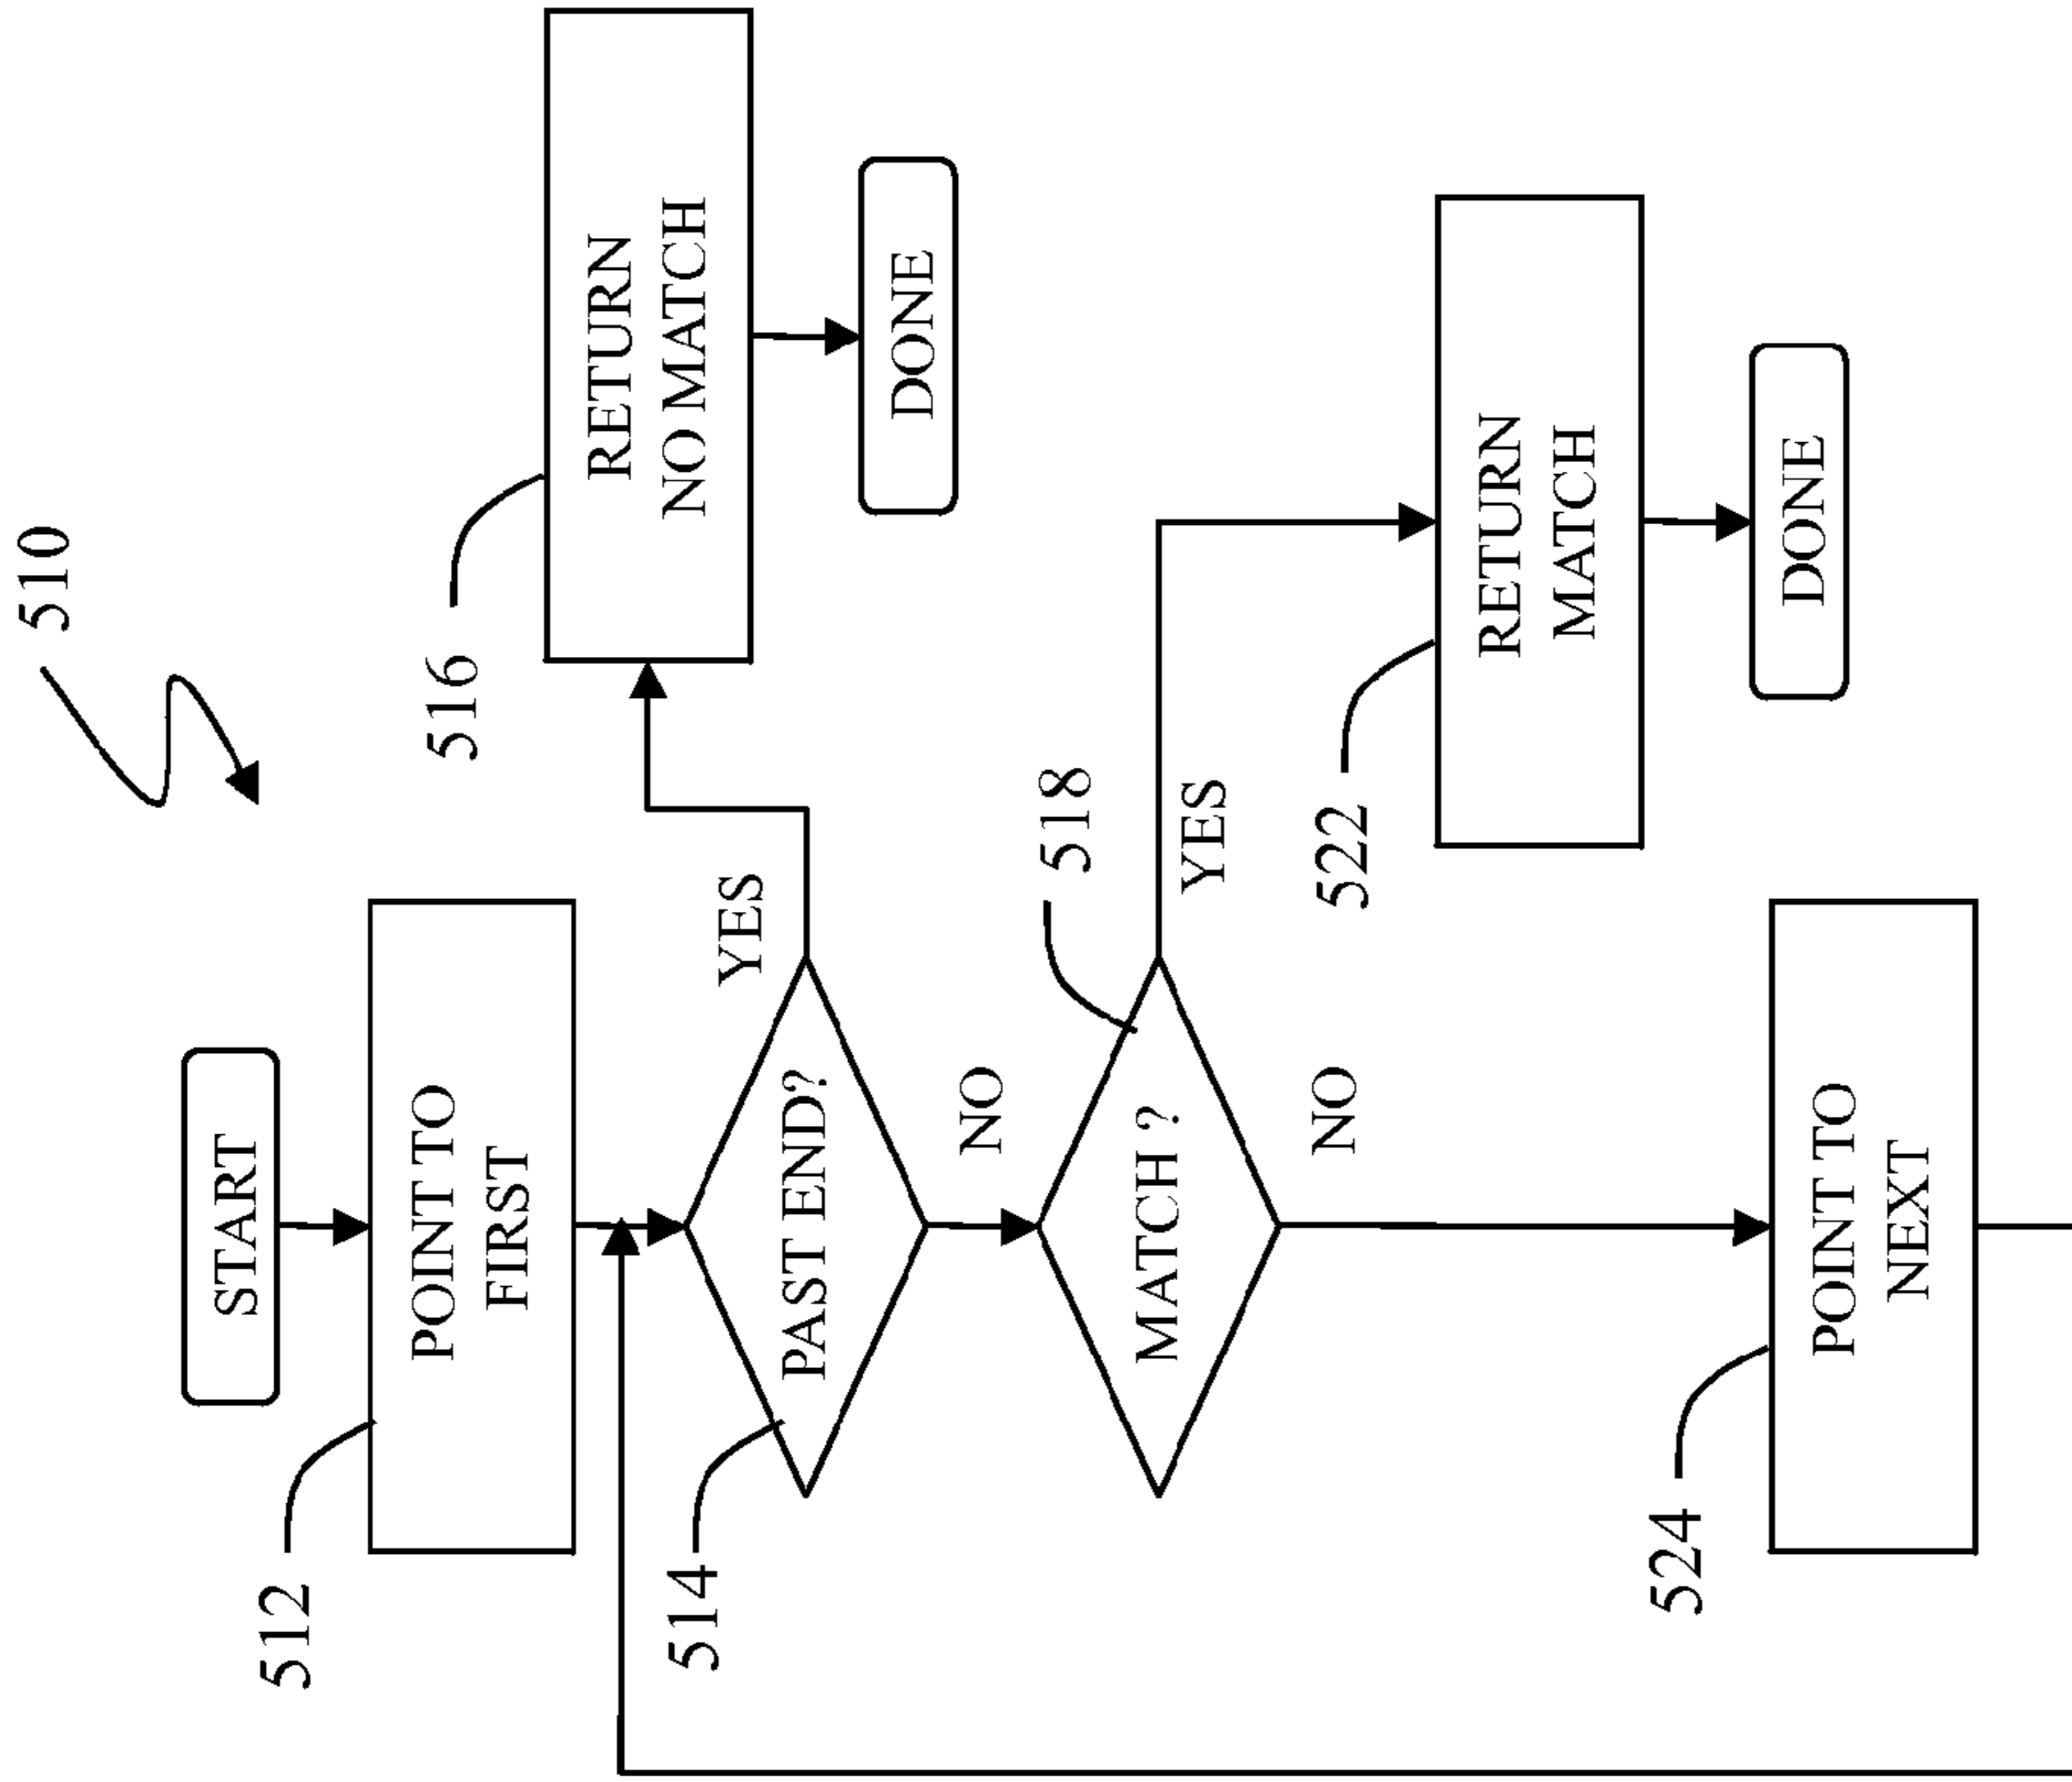 510
START
512
POINT TO
FIRST
514
PAST END?
YES
516
RETURN
NO MATCH
DONE
NO
518
MATCH ?
YES
522
RETURN
MATCH
DONE
NO
524
POINT TO
NEXT